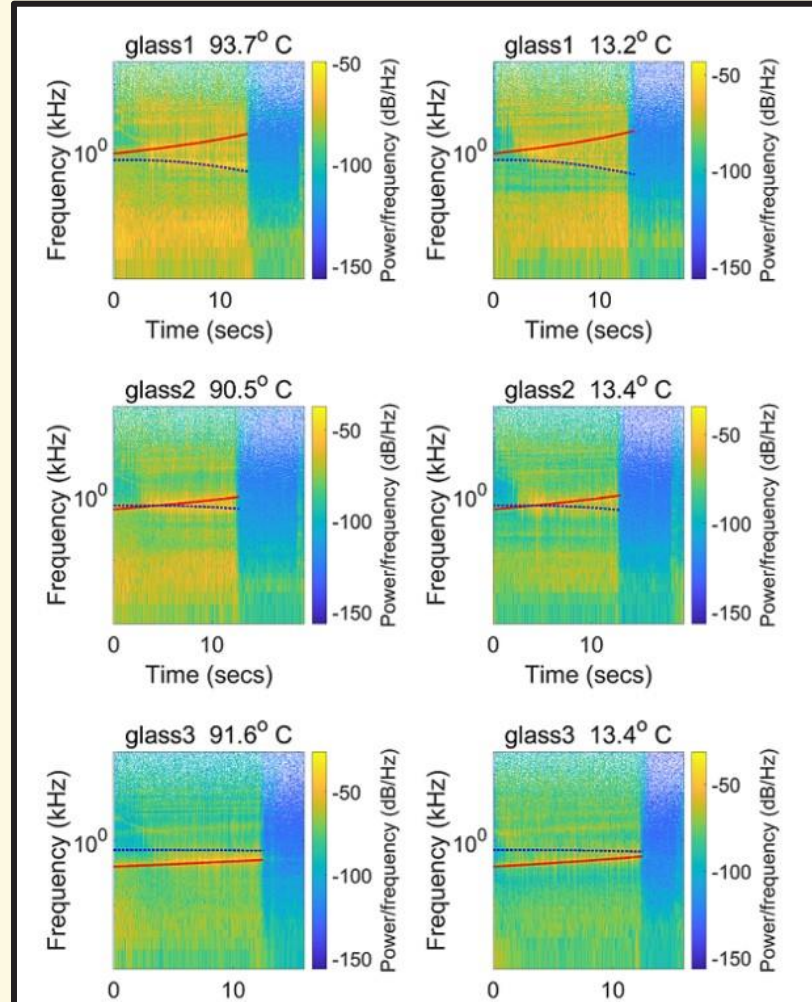 glass1 93.7° C
Frequency (kHz)
10⁰
0
10
Time (secs)
-50
-100
-150
Power/frequency (dB/Hz)
glass1 13.2° C
Frequency (kHz)
10⁰
0
10
Time (secs)
-50
-100
-150
Power/frequency (dB/Hz)
glass2 90.5° C
Frequency (kHz)
10⁰
0
10
Time (secs)
-50
-100
-150
Power/frequency (dB/Hz)
glass2 13.4° C
Frequency (kHz)
10⁰
0
10
Time (secs)
-50
-100
-150
Power/frequency (dB/Hz)
glass3 91.6° C
Frequency (kHz)
10⁰
0
10
-50
-100
-150
Power/frequency (dB/Hz)
glass3 13.4° C
Frequency (kHz)
10⁰
0
10
-50
-100
-150
Power/frequency (dB/Hz)